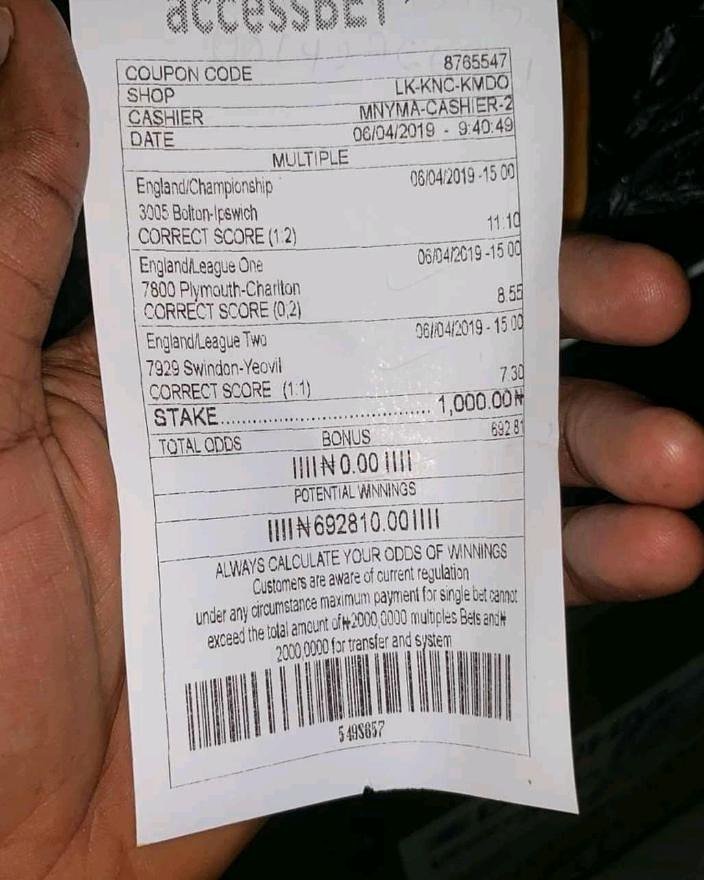 accessBET
COUPON CODE 8765547
SHOP LK-KNC-KMDO
CASHIER MNYMA-CASHIER-2
DATE 06/04/2019 - 9:40:49
MULTIPLE
England/Championship 06/04/2019 -15 00
3005 Bolton-Ipswich
CORRECT SCORE (1:2) 11.10
England/League One 06/04/2019 -15 00
7800 Plymouth-Charlton
CORRECT SCORE (0,2) 8.55
England/League Two 06/04/2019 - 15 00
7929 Swindon-Yeovil
CORRECT SCORE (1:1) 7.30
STAKE............................... 1,000.00₦
TOTAL ODDS BONUS 692 81
||||₦0.00 ||||
POTENTIAL WINNINGS
||||₦692810.00||||
ALWAYS CALCULATE YOUR ODDS OF WINNINGS
Customers are aware of current regulation
under any circumstance maximum payment for single bet cannot
exceed the total amount of ₦2000,0000 multiples Bets and ₦
2000,0000 for transfer and system